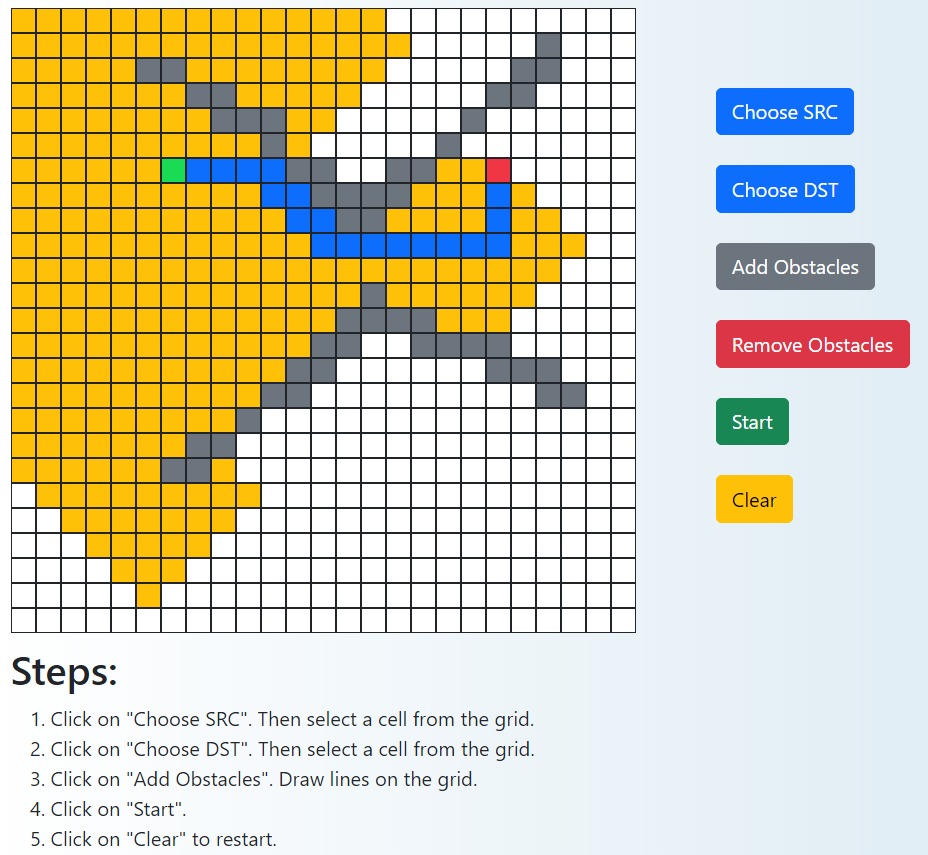 Choose SRC
Choose DST
Add Obstacles
Remove Obstacles
Start
Clear
Steps:
1. Click on "Choose SRC". Then select a cell from the grid.
2. Click on "Choose DST". Then select a cell from the grid.
3. Click on "Add Obstacles". Draw lines on the grid.
4. Click on "Start".
5. Click on "Clear" to restart.